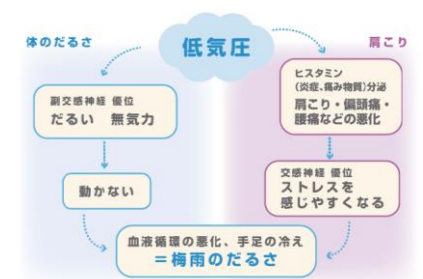 低気圧
体のだるさ
副交感神経 優位
だるい 無気力
動かない
肩こり
ヒスタミン
(炎症、痛み物質)分泌
肩こり・偏頭痛・
腰痛などの悪化
交感神経 優位
ストレスを
感じやすくなる
血液循環の悪化、手足の冷え
＝梅雨のだるさ